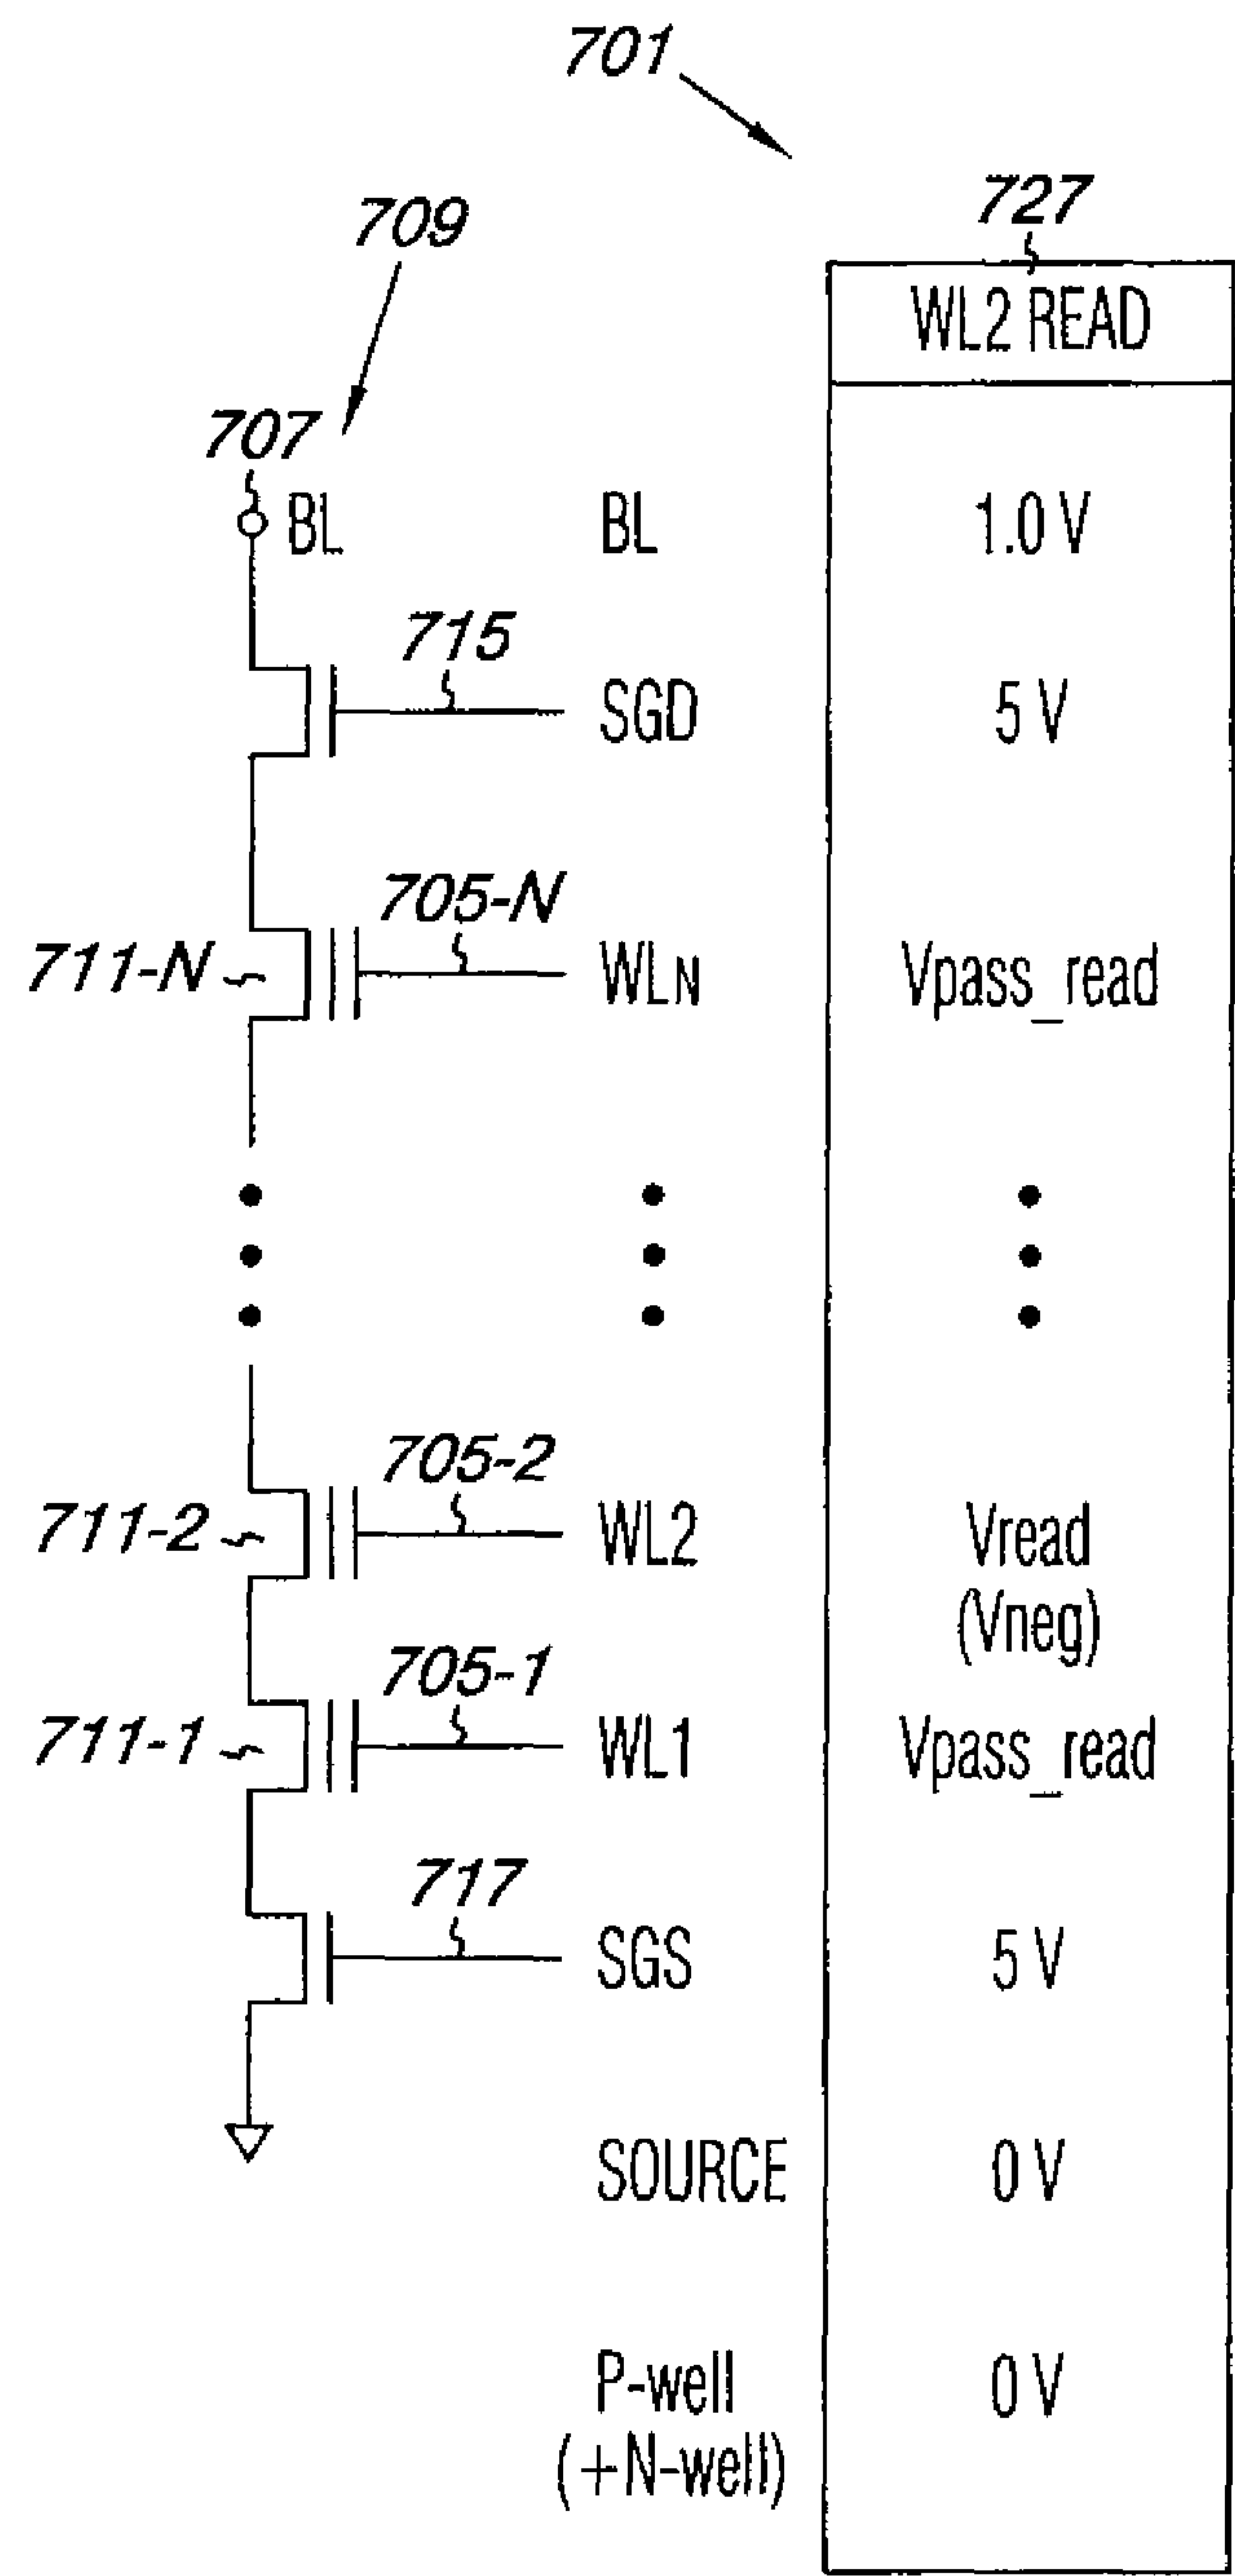 701
709
727
WL2 READ
707
BL BL 1.0 V
715
SGD 5 V
705-N
711-N WLN Vpass_read
705-2
711-2 WL2 Vread
(Vneg)
705-1
711-1 WL1 Vpass_read
717
SGS 5 V
SOURCE 0 V
P-well 0 V
(+N-well)